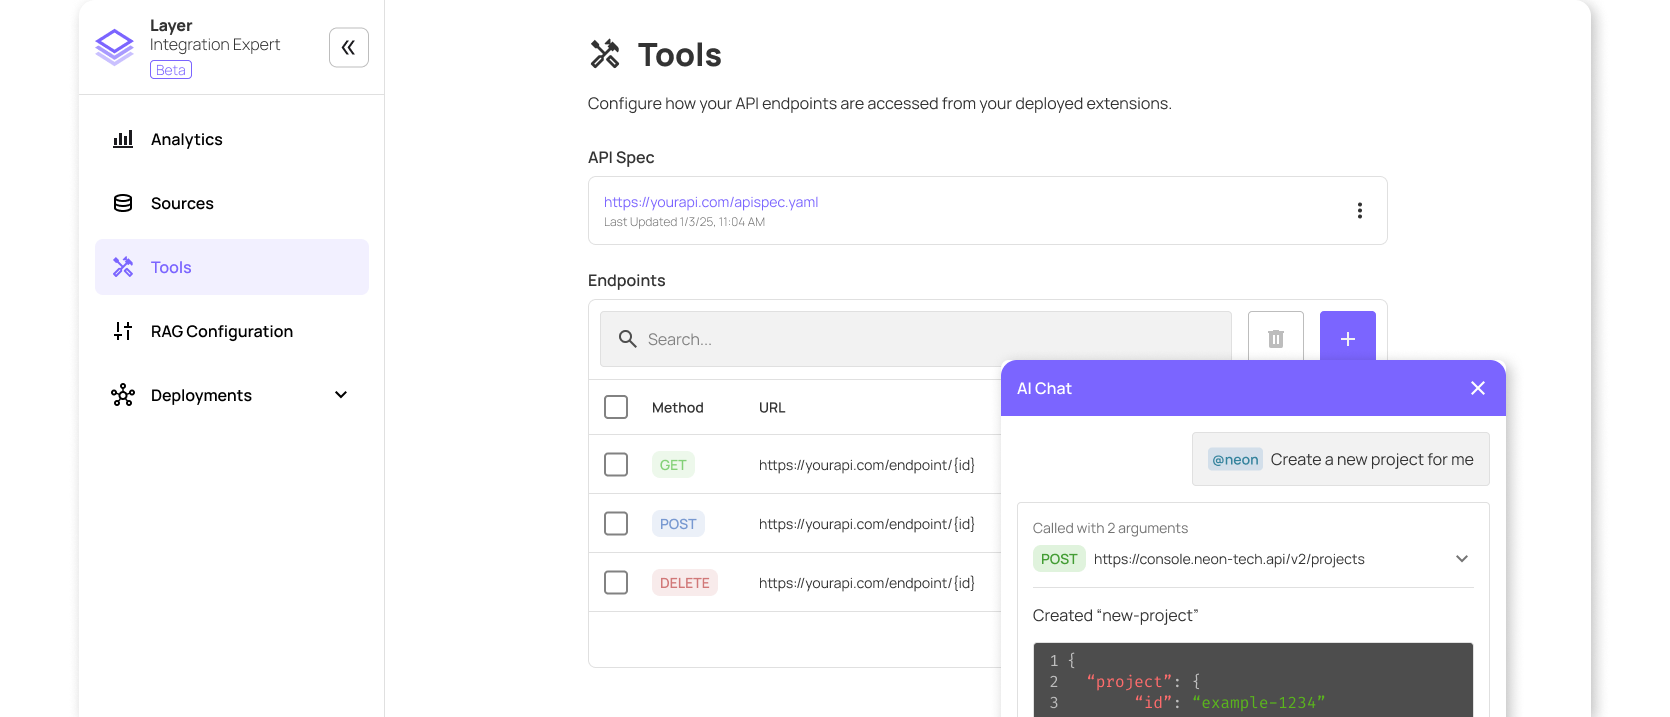 Layer
Integration Expert
Beta
Analytics
Sources
Tools
RAG Configuration
Deployments
Tools
Configure how your API endpoints are accessed from your deployed extensions.
API Spec
https://yourapi.com/apispec.yaml
Last Updated 1/3/25, 11:04 AM
Endpoints
Search...
Method URL
GET https://yourapi.com/endpoint/{id}
POST https://yourapi.com/endpoint/{id}
DELETE https://yourapi.com/endpoint/{id}
AI Chat
@neon Create a new project for me
Called with 2 arguments
POST https://console.neon-tech.api/v2/projects
Created “new-project”
1 {
2 “project”: {
3 “id”: “example-1234”